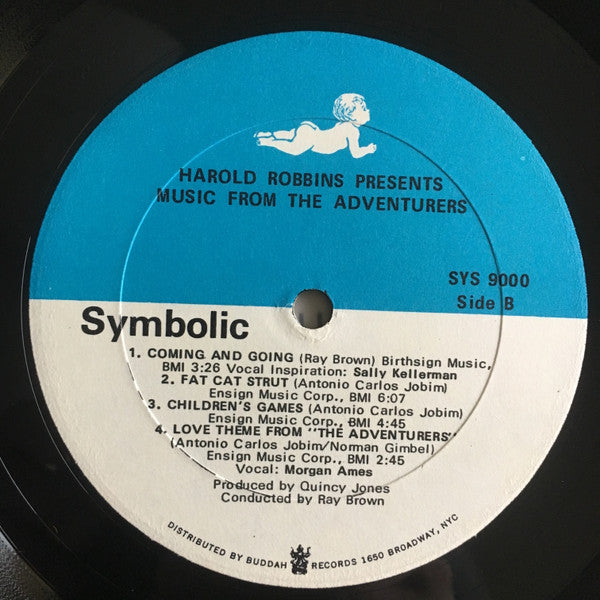 HAROLD ROBBINS PRESENTS
MUSIC FROM THE ADVENTURERS
SYS 9000
Side B
Symbolic
1. COMING AND GOING (Ray Brown) Birthsign Music,
BMI 3:26 Vocal Inspiration: Sally Kellerman
2. FAT CAT STRUT (Antonio Carlos Jobim)
Ensign Music Corp., BMI 6:07
3. CHILDREN'S GAMES (Antonio Carlos Jobim)
Ensign Music Corp., BMI 4:45
4. LOVE THEME FROM "THE ADVENTURERS"
(Antonio Carlos Jobim/Norman Gimbel)
Ensign Music Corp., BMI 2:45
Vocal: Morgan Ames
Produced by Quincy Jones
Conducted by Ray Brown
DISTRIBUTED BY BUDDAH RECORDS 1650 BROADWAY, NYC